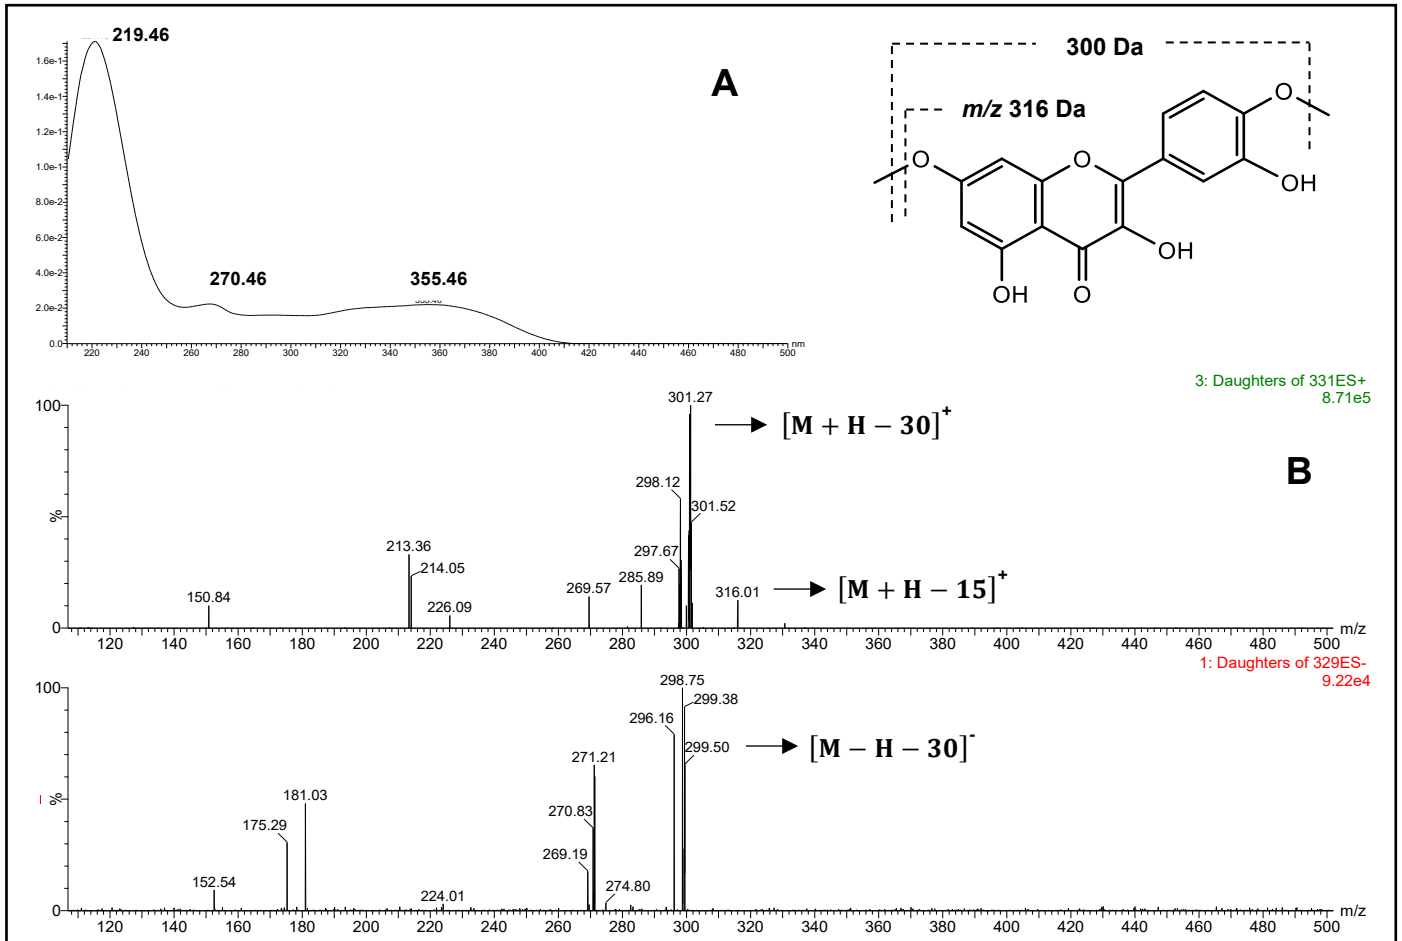 219.46
A
1.6e-1
1.4e-1
1.2e-1
1.0e-1
8.0e-2
6.0e-2
4.0e-2
2.0e-2
0.0
270.46
355.46
220 240 260 280 300 320 340 360 380 400 420 440 460 480 500 nm
300 Da
m/z 316 Da
O
O
O
OH
OH
OH
O
3: Daughters of 331ES+
8.71e5
B
100
%
0
301.27
[M + H − 30]+
298.12
301.52
297.67
213.36
214.05
150.84
226.09
269.57
285.89
316.01
[M + H − 15]+
120 140 160 180 200 220 240 260 280 300 320 340 360 380 400 420 440 460 480 500 m/z
1: Daughters of 329ES-
9.22e4
100
%
0
298.75
299.38
296.16
299.50
[M − H − 30]-
271.21
270.83
269.19
274.80
181.03
175.29
152.54
224.01
120 140 160 180 200 220 240 260 280 300 320 340 360 380 400 420 440 460 480 500 m/z